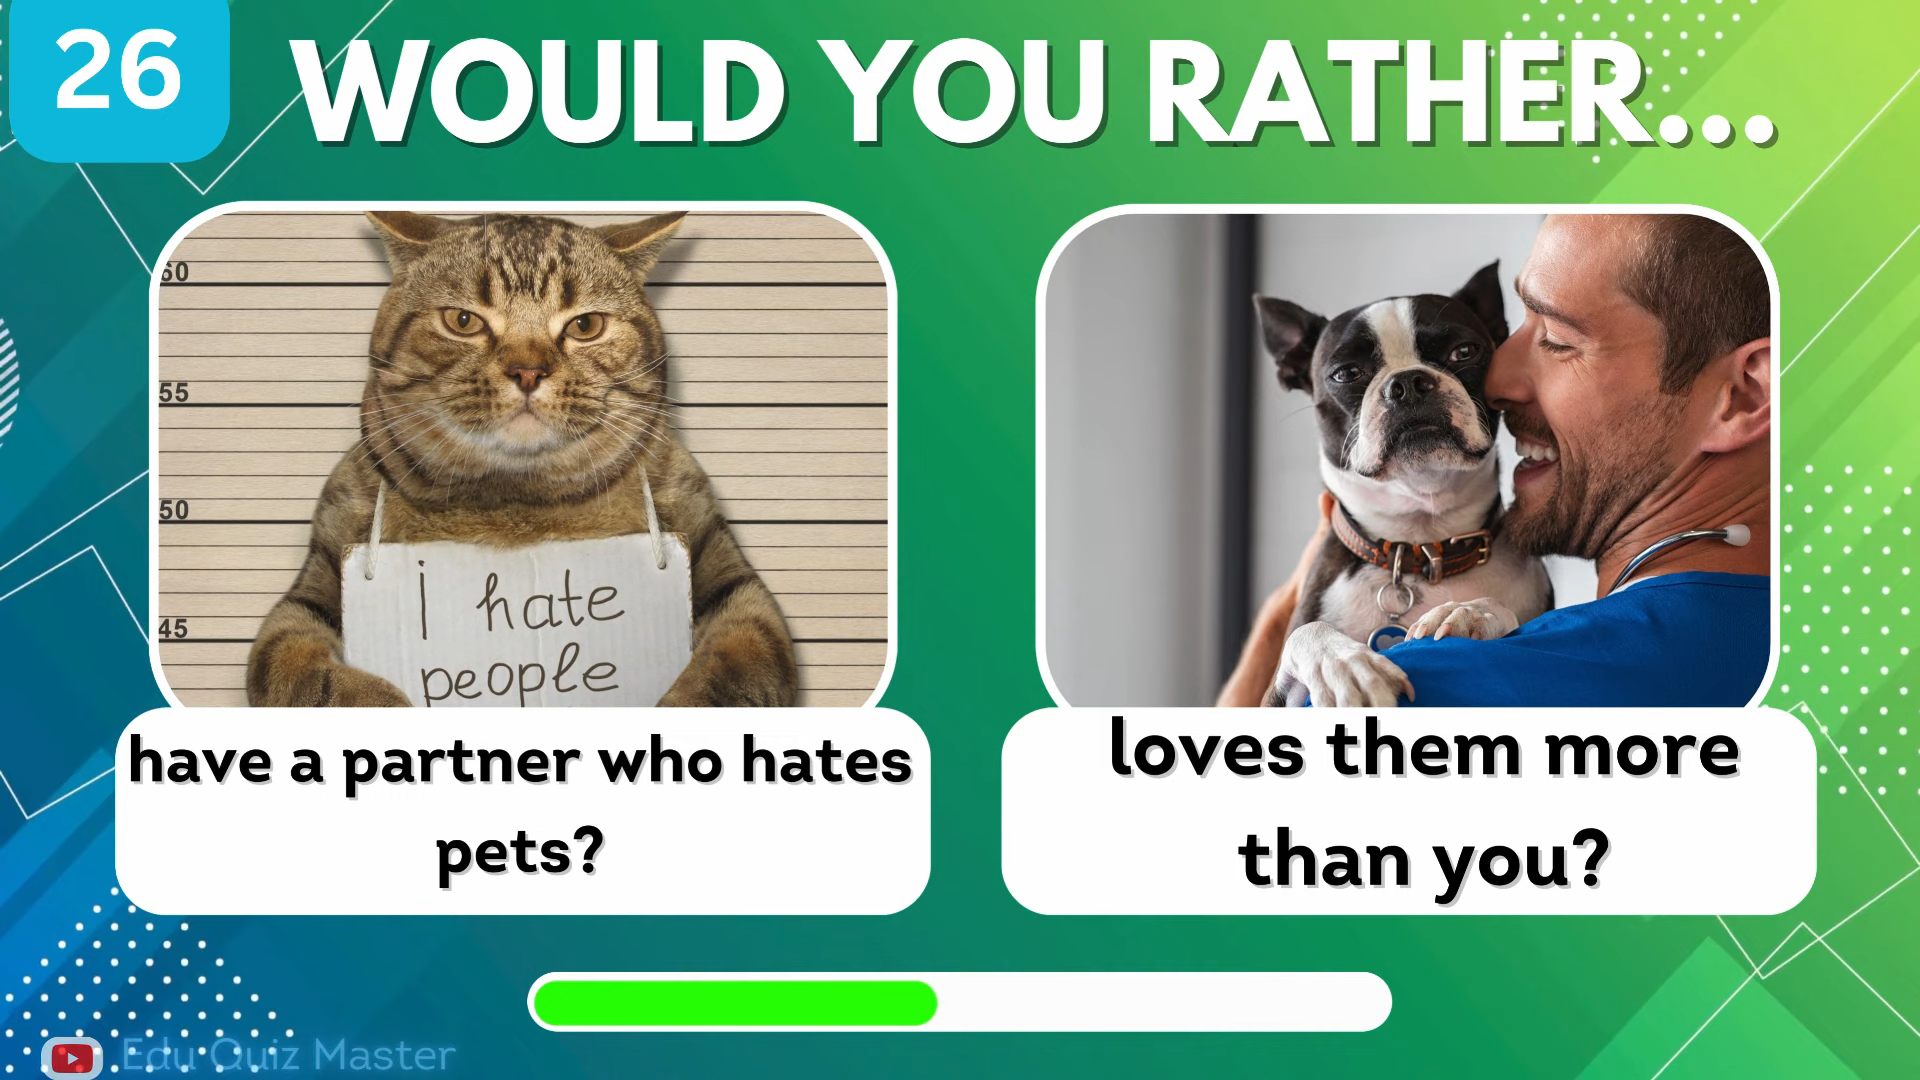 26
WOULD YOU RATHER...
60
55
50
45
i hate
people
have a partner who hates
pets?
loves them more
than you?
Edu Quiz Master